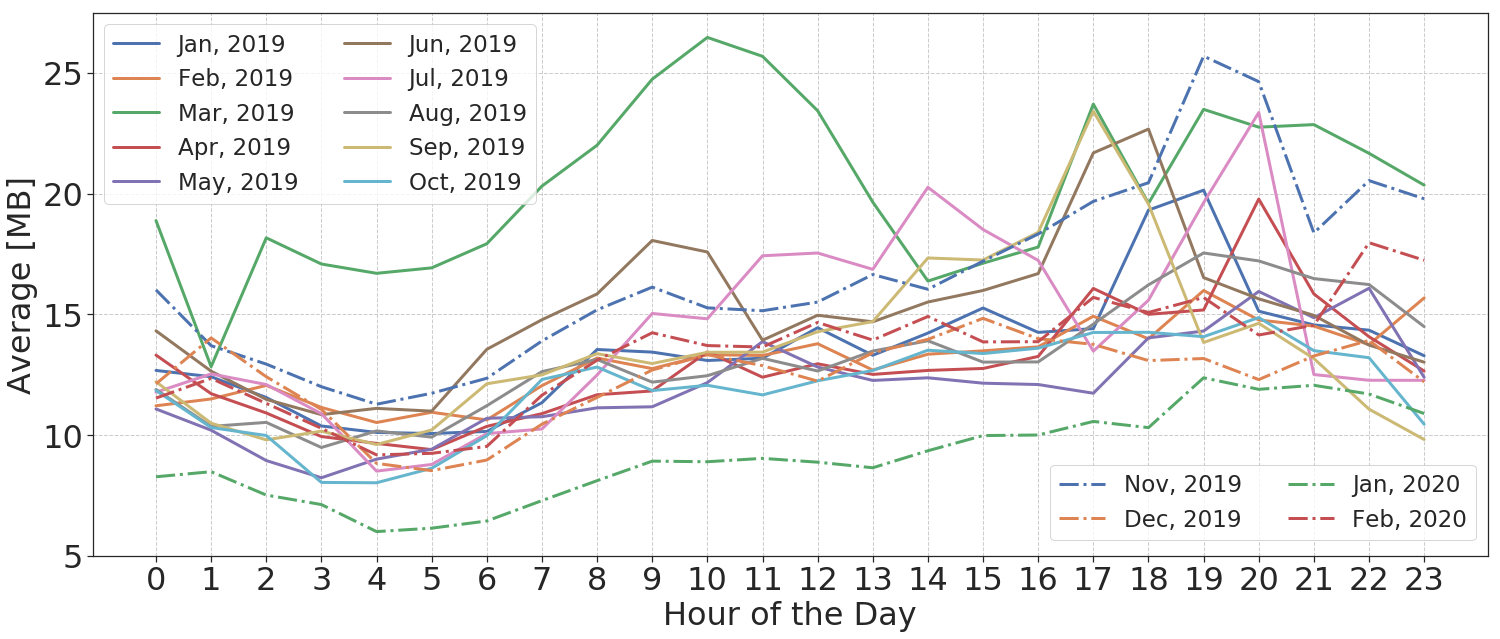 Average [MB]
25
20
15
10
5
Jan, 2019
Feb, 2019
Mar, 2019
Apr, 2019
May, 2019
Jun, 2019
Jul, 2019
Aug, 2019
Sep, 2019
Oct, 2019
Nov, 2019
Dec, 2019
Jan, 2020
Feb, 2020
0 1 2 3 4 5 6 7 8 9 10 11 12 13 14 15 16 17 18 19 20 21 22 23
Hour of the Day